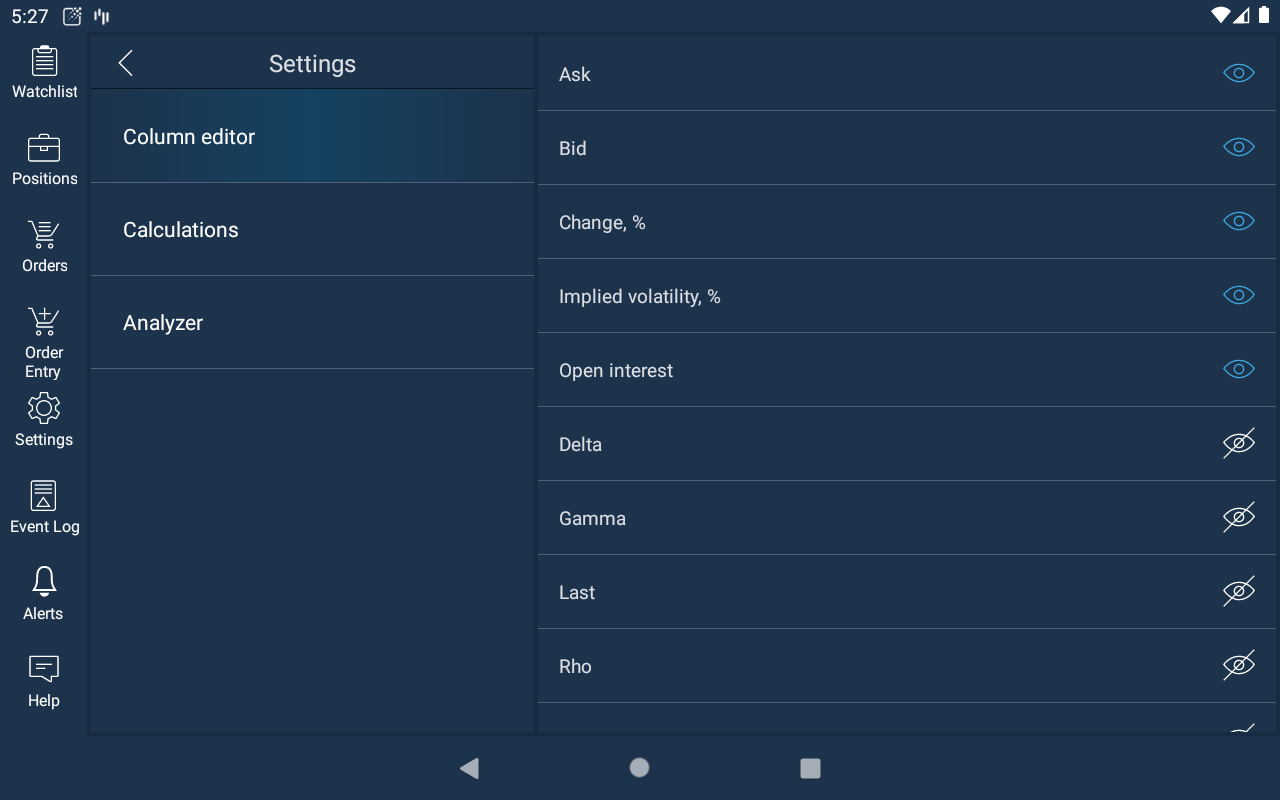 5:27
Watchlist
Positions
Orders
Order
Entry
Settings
Event Log
Alerts
Help
Settings
Column editor
Calculations
Analyzer
Ask
Bid
Change, %
Implied volatility, %
Open interest
Delta
Gamma
Last
Rho